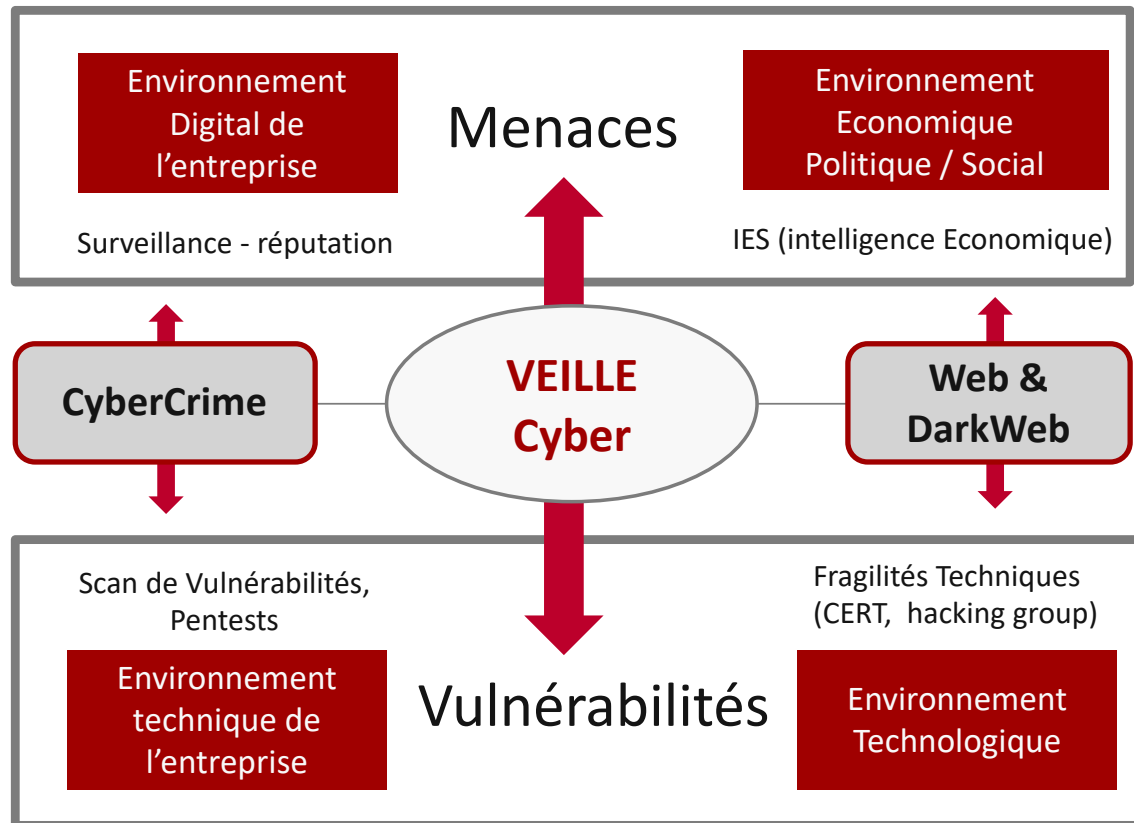 Environnement
Digital de
l’entreprise
Menaces
Environnement
Economique
Politique / Social
Surveillance - réputation
IES (intelligence Economique)
CyberCrime
VEILLE
Cyber
Web &
DarkWeb
Scan de Vulnérabilités,
Pentests
Fragilités Techniques
(CERT,  hacking group)
Environnement
technique de
l’entreprise
Vulnérabilités
Environnement
Technologique